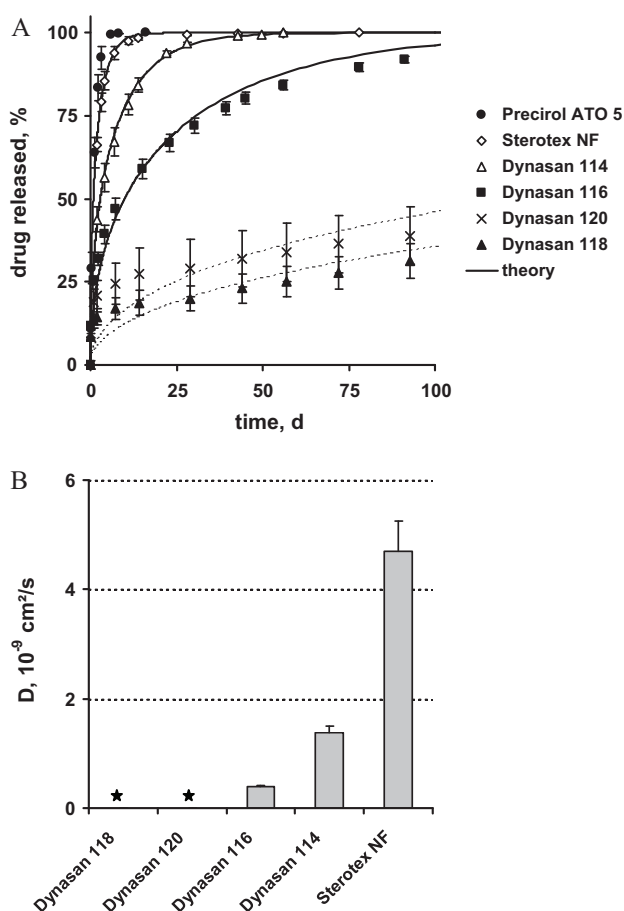 A
100
75
50
25
0
drug released, %
0 25 50 75 100
time, d
Precirol ATO 5
Sterotex NF
Dynasan 114
Dynasan 116
Dynasan 120
Dynasan 118
theory
B
6
4
2
0
D, 10⁻⁹ cm²/s
Dynasan 118
Dynasan 120
Dynasan 116
Dynasan 114
Sterotex NF